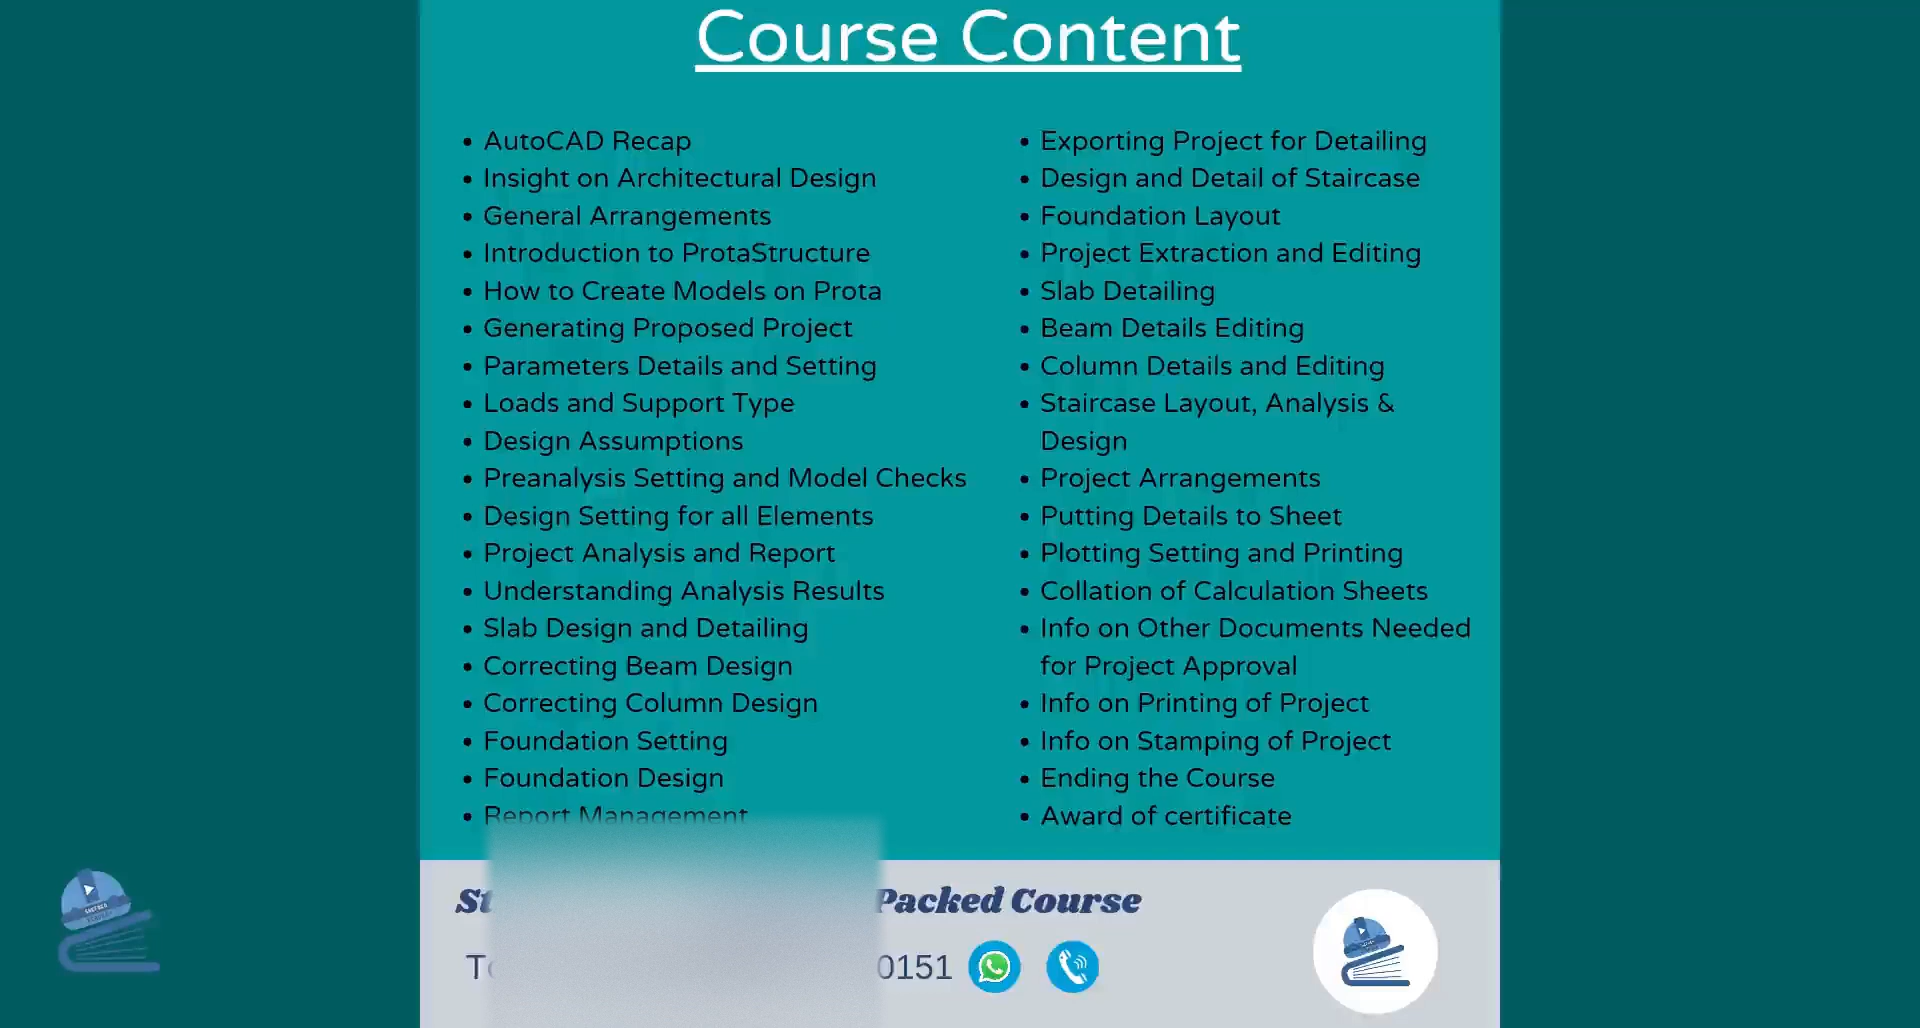 Course Content
AutoCAD Recap
Insight on Architectural Design
General Arrangements
Introduction to ProtaStructure
How to Create Models on Prota
Generating Proposed Project
Parameters Details and Setting
Loads and Support Type
Design Assumptions
Preanalysis Setting and Model Checks
Design Setting for all Elements
Project Analysis and Report
Understanding Analysis Results
Slab Design and Detailing
Correcting Beam Design
Correcting Column Design
Foundation Setting
Foundation Design
Report Management
Exporting Project for Detailing
Design and Detail of Staircase
Foundation Layout
Project Extraction and Editing
Slab Detailing
Beam Details Editing
Column Details and Editing
Staircase Layout, Analysis &
Design
Project Arrangements
Putting Details to Sheet
Plotting Setting and Printing
Collation of Calculation Sheets
Info on Other Documents Needed
for Project Approval
Info on Printing of Project
Info on Stamping of Project
Ending the Course
Award of certificate
Packed Course
0151